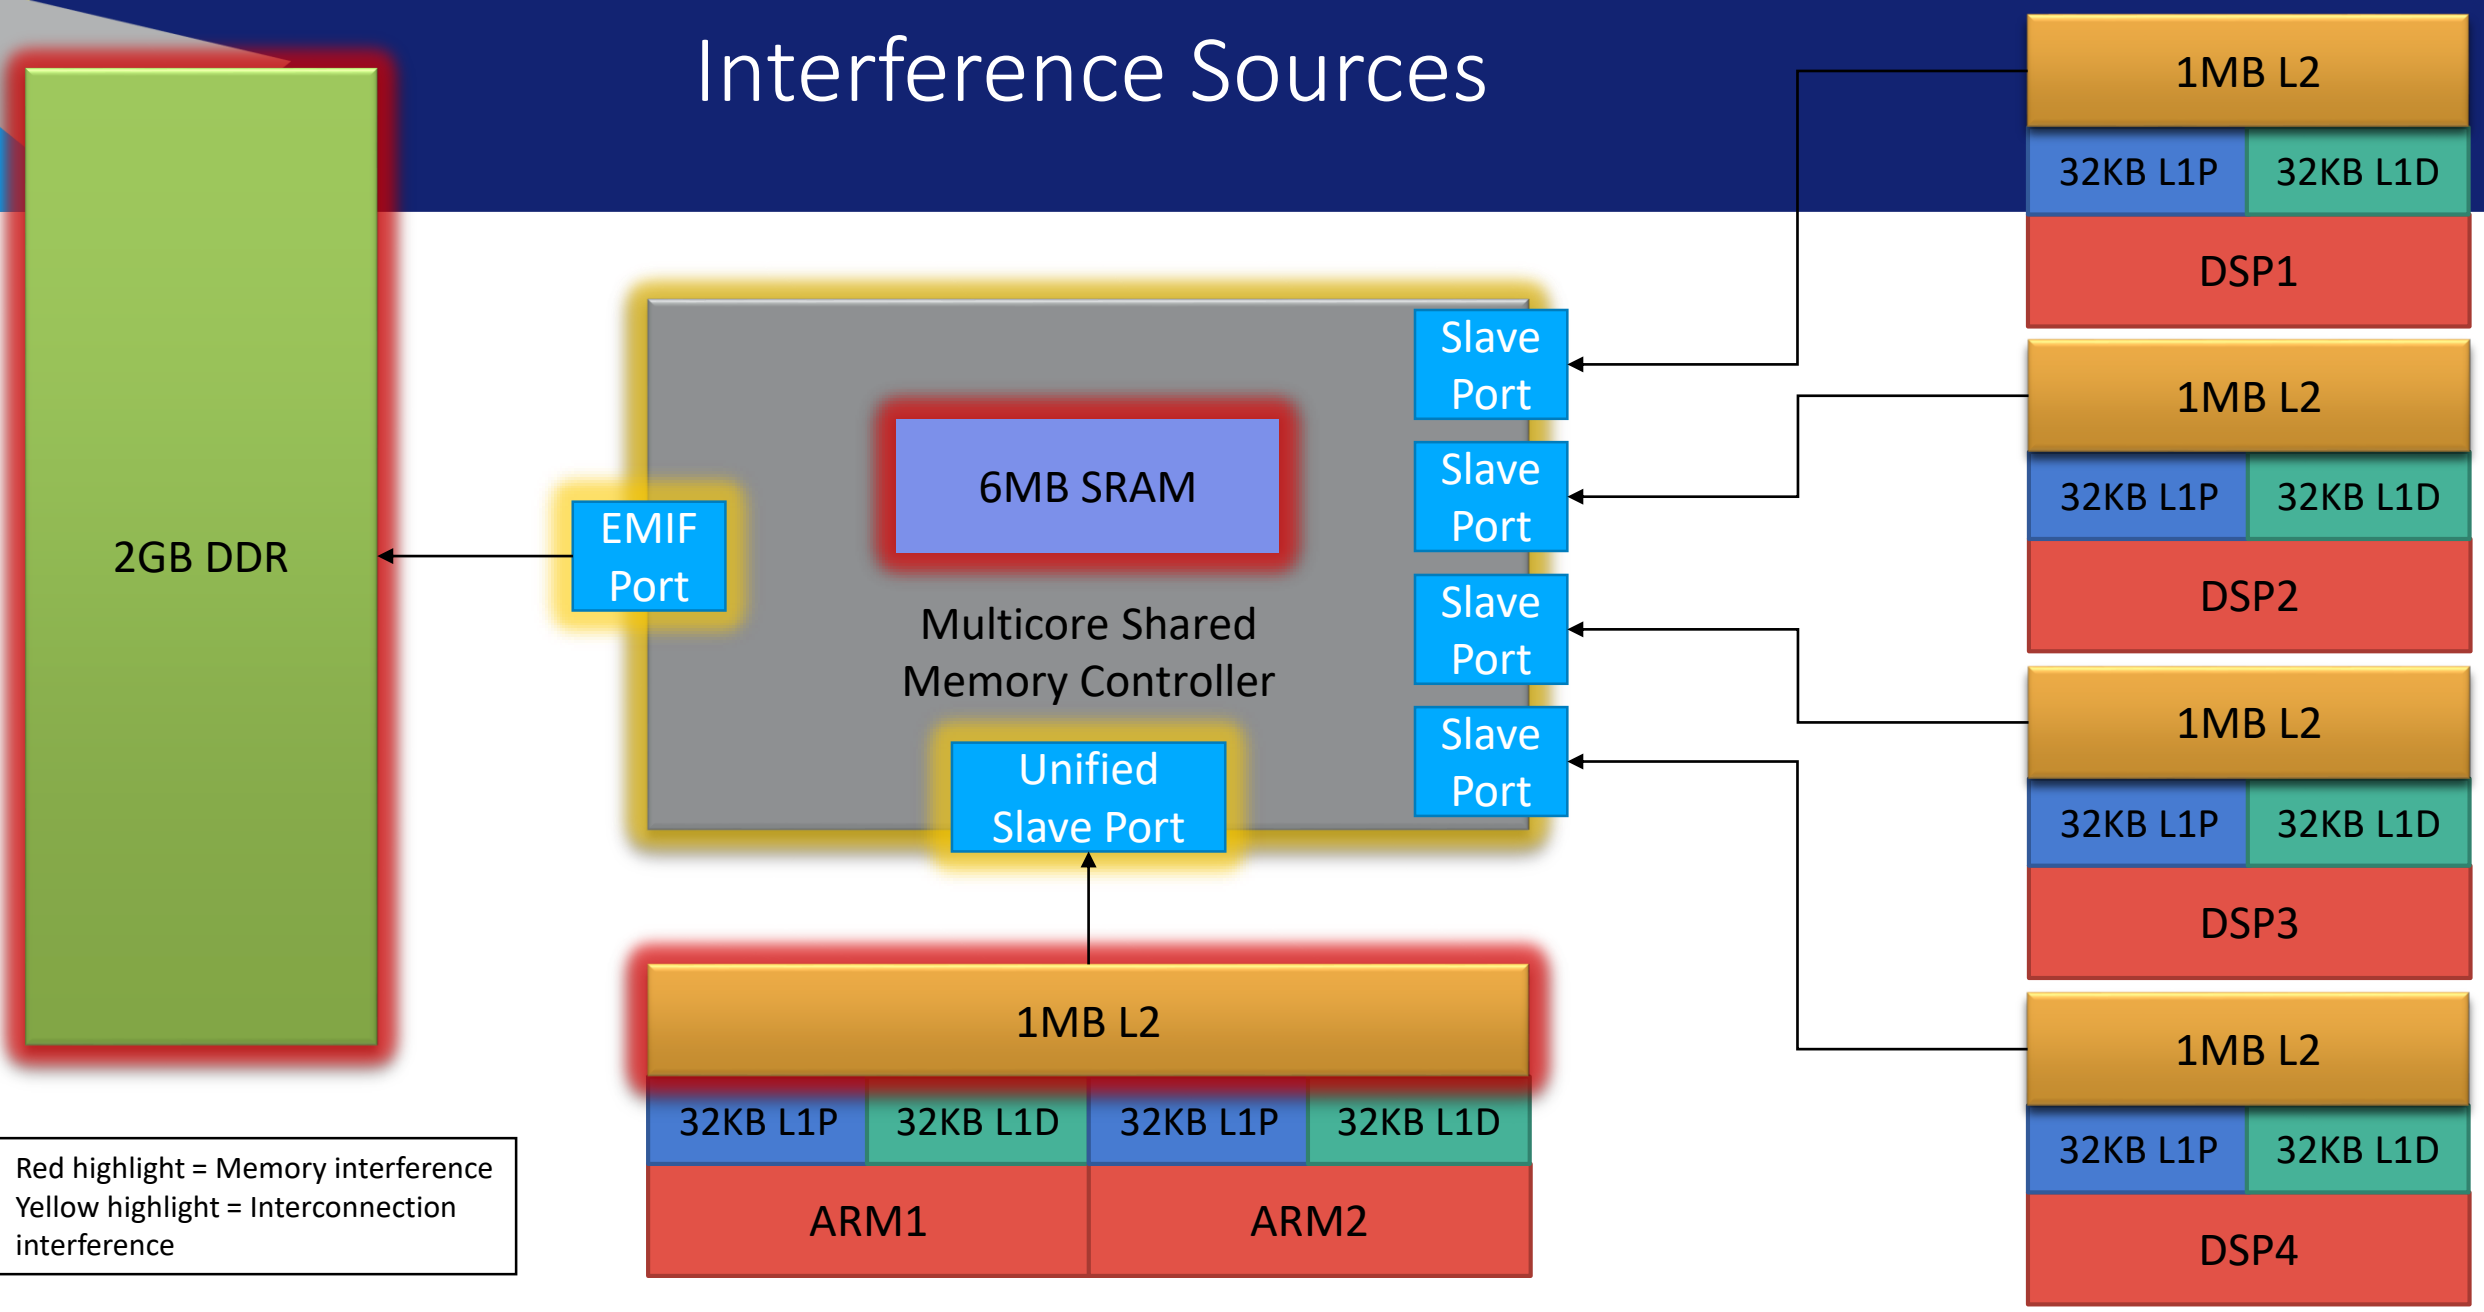 Interference Sources
2GB DDR
EMIF
Port
6MB SRAM
Multicore Shared
Memory Controller
Unified
Slave Port
Slave
Port
Slave
Port
Slave
Port
Slave
Port
1MB L2
32KB L1P
32KB L1D
DSP1
1MB L2
32KB L1P
32KB L1D
DSP2
1MB L2
32KB L1P
32KB L1D
DSP3
1MB L2
32KB L1P
32KB L1D
DSP4
1MB L2
32KB L1P
32KB L1D
32KB L1P
32KB L1D
ARM1
ARM2
Red highlight = Memory interference
Yellow highlight = Interconnection
interference